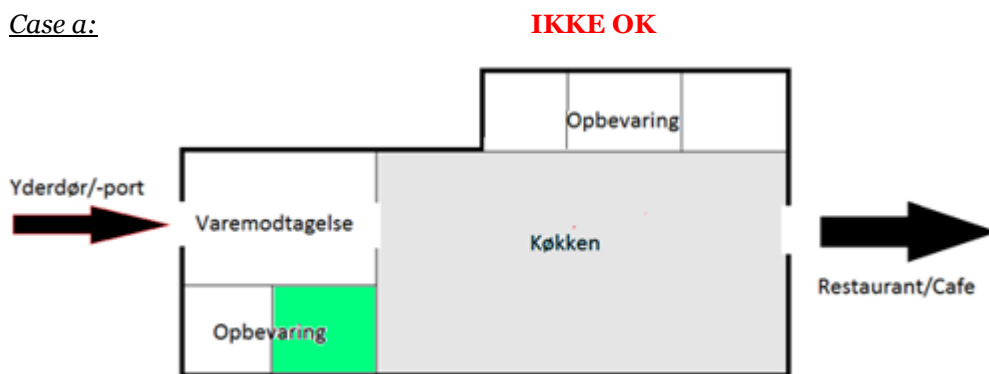 Case a:
IKKE OK
Opbevaring
Yderdør/-port
Varemodtagelse
Køkken
Restaurant/Cafe
Opbevaring